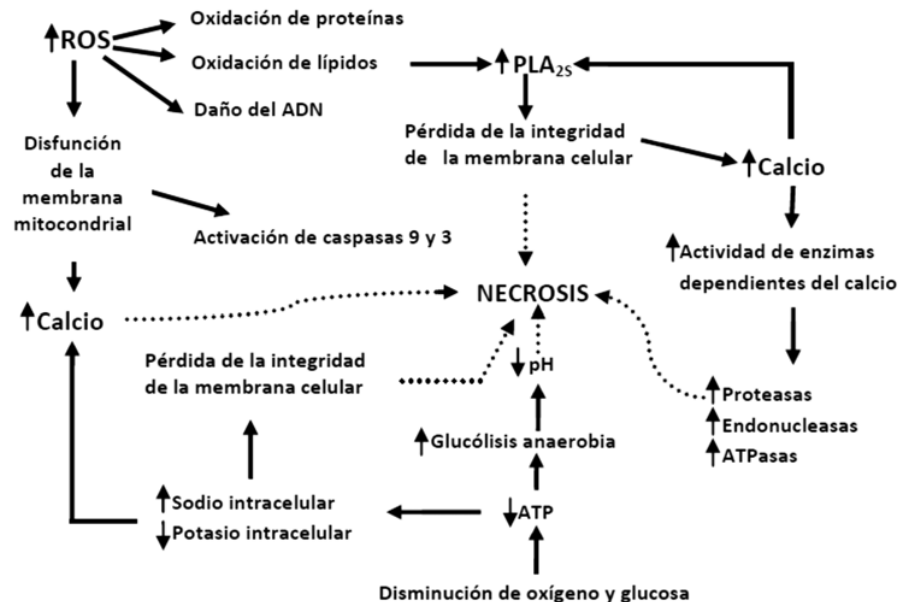 Oxidación de proteínas
↑ROS
Oxidación de lípidos
↑PLA₂S
Daño del ADN
Disfunción
de la
membrana
mitocondrial
Pérdida de la integridad
de la membrana celular
↑Calcio
Activación de caspasas 9 y 3
↑Actividad de enzimas
dependientes del calcio
NECROSIS
↑Calcio
Pérdida de la integridad
de la membrana celular
↓pH
↑Proteasas
↑Endonucleasas
↑ATPasas
↑Glucólisis anaerobia
↑Sodio intracelular
↓Potasio intracelular
↓ATP
Disminución de oxígeno y glucosa